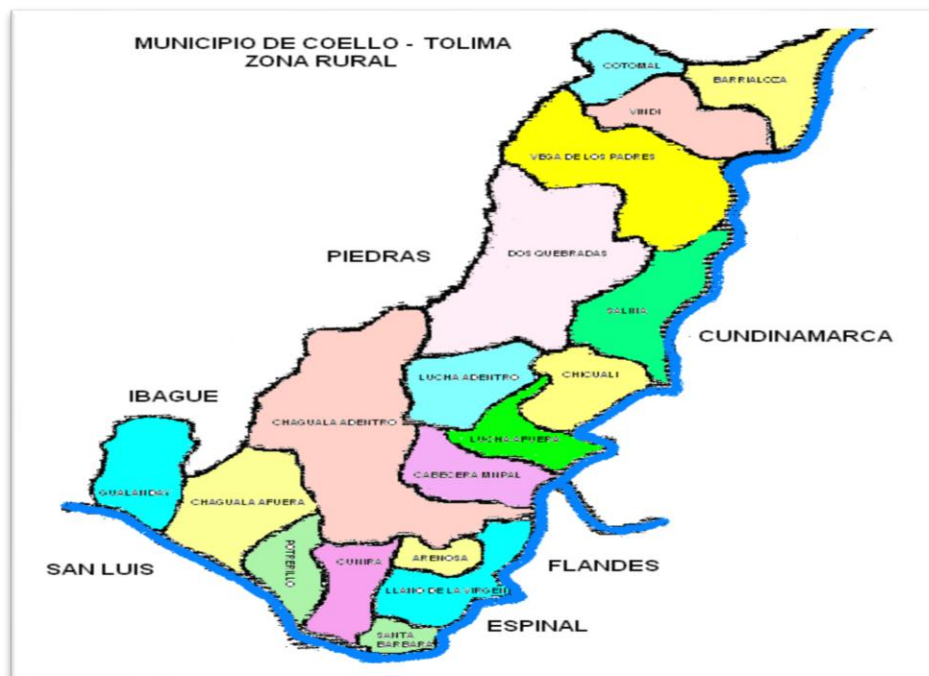 MUNICIPIO DE COELLO - TOLIMA
ZONA RURAL
COTOMAL
BARRIALOZA
VINDI
VEGA DE LOS PADRES
PIEDRAS
DOS QUEBRADAS
SALBIA
CUNDINAMARCA
LUCHA ADENTRO
CHICUALI
IBAGUE
CHAGUALA ADENTRO
LUCHA AFUERA
CABECERA MNPAL
GUALANDAY
CHAGUALA AFUERA
POTRERILLO
CUNIRA
ARENOSA
FLANDES
SAN LUIS
LLANO DE LA VIRGEN
ESPINAL
SANTA
BARBARA